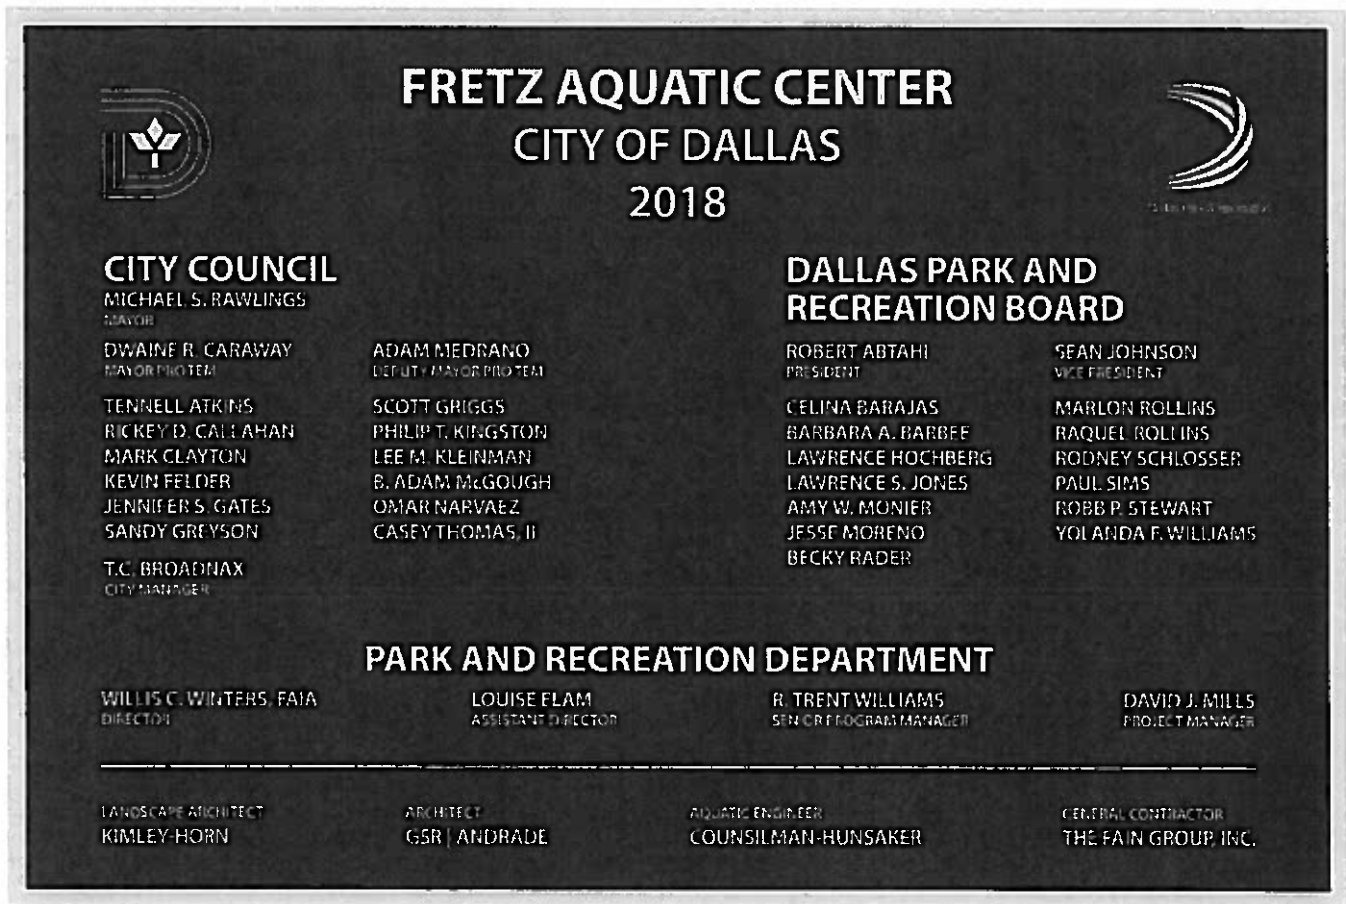 FRETZ AQUATIC CENTER
CITY OF DALLAS
2018
CITY COUNCIL
MICHAEL S. RAWLINGS
MAYOR
DWAINE R. CARAWAY
MAYOR PRO TEM
ADAM MEDRANO
DEPUTY MAYOR PRO TEM
TENNELL ATKINS
RICKEY D. CALLAHAN
MARK CLAYTON
KEVIN FELDER
JENNIFER S. GATES
SANDY GREYSON
SCOTT GRIGGS
PHILIP T. KINGSTON
LEE M. KLEINMAN
B. ADAM McGOUGH
OMAR NARVAEZ
CASEY THOMAS, II
T.C. BROADNAX
CITY MANAGER
DALLAS PARK AND
RECREATION BOARD
ROBERT ABTAHI
PRESIDENT
SEAN JOHNSON
VICE PRESIDENT
CELINA BARAJAS
BARBARA A. BARBEE
LAWRENCE HOCHBERG
LAWRENCE S. JONES
AMY W. MONIER
JESSE MORENO
BECKY RADER
MARLON ROLLINS
RAQUEL ROLLINS
RODNEY SCHLOSSER
PAUL SIMS
ROBB P. STEWART
YOLANDA F. WILLIAMS
PARK AND RECREATION DEPARTMENT
WILLIS C. WINTERS, FAIA
DIRECTOR
LOUISE ELAM
ASSISTANT DIRECTOR
R. TRENT WILLIAMS
SENIOR PROGRAM MANAGER
DAVID J. MILLS
PROJECT MANAGER
LANDSCAPE ARCHITECT
KIMLEY-HORN
ARCHITECT
GSR | ANDRADE
AQUATIC ENGINEER
COUNSILMAN-HUNSAKER
GENERAL CONTRACTOR
THE FAIN GROUP, INC.